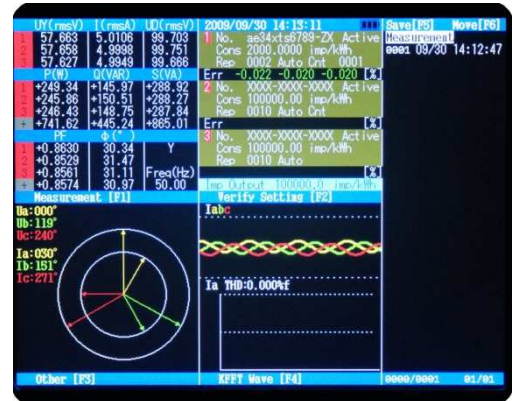 UY(rmsV) I(rmsA) UD(rmsV)
1 57.663 5.0106 99.703
2 57.658 4.9998 99.751
3 57.627 4.9949 99.666
P(W) Q(VAR) S(VA)
1 +249.34 +145.97 +288.92
2 +245.86 +150.51 +288.27
3 +246.43 +148.75 +287.84
+ +741.62 +445.24 +865.01
PF Φ(°)
1 +0.8630 30.34 Y
2 +0.8529 31.47
3 +0.8561 31.11 Freq(Hz)
+ +0.8574 30.97 50.00
Measurement [F1]
Ua:000°
Ub:119°
Uc:240°
Ia:030°
Ib:151°
Ic:271°
Other [F3]
2009/09/30 14:13:11
1 No. ae34xts6789-ZX Active
Cons 2000.0000 imp/kWh
Rep 0002 Auto Cnt 0001
Err -0.022 -0.020 -0.020 [%]
2 No. XXXX-XXXX-XXXX Active
Cons 100000.00 imp/kWh
Rep 0010 Auto Cnt
Err [%]
3 No. XXXX-XXXX-XXXX Active
Cons 100000.00 imp/kWh
Rep 0010 Auto
[%]
Imp Output 100000.0 imp/kWh
Verify Setting [F2]
Iabc
Ia THD:0.000%f
KFFT Wave [F4]
Save[F5] Move[F6]
Measurement
0001 09/30 14:12:47
0000/0001 01/01